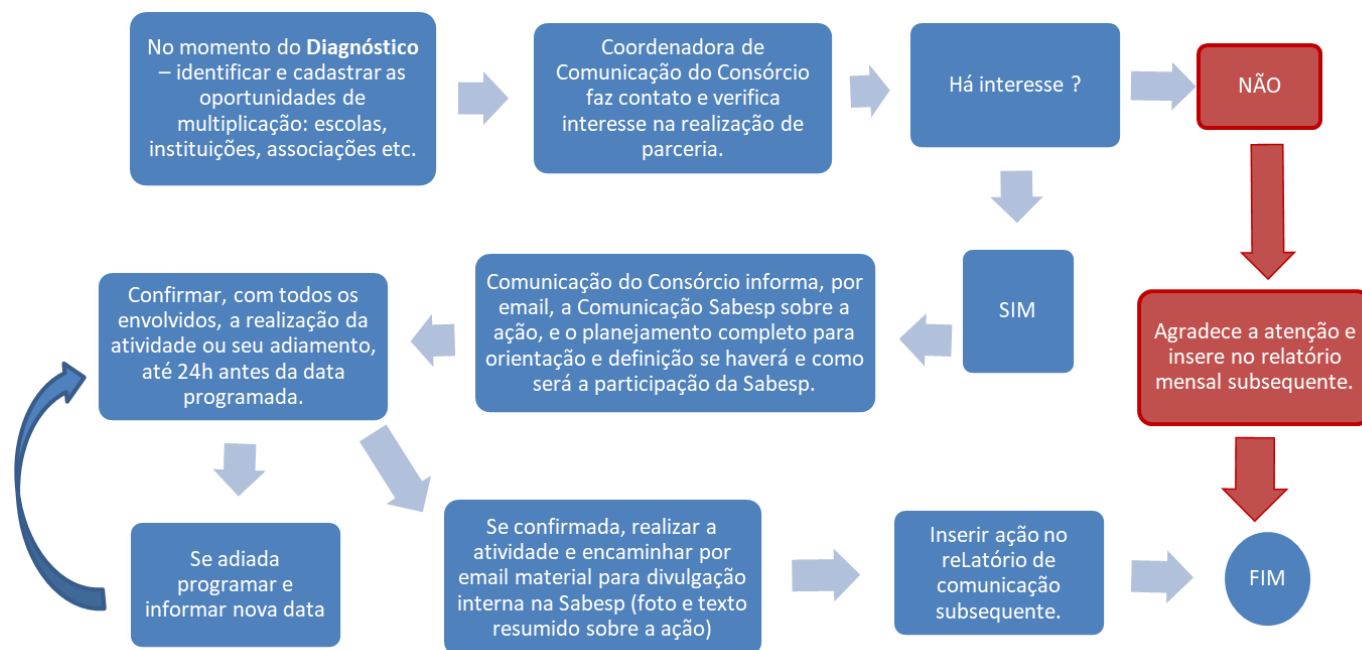 No momento do Diagnóstico
– identificar e cadastrar as
oportunidades de
multiplicação: escolas,
instituições, associações etc.
Coordenadora de
Comunicação do Consórcio
faz contato e verifica
interesse na realização de
parceria.
Há interesse ?
NÃO
Confirmar, com todos os
envolvidos, a realização da
atividade ou seu adiamento,
até 24h antes da data
programada.
Comunicação do Consórcio informa, por
email, a Comunicação Sabesp sobre a
ação, e o planejamento completo para
orientação e definição se haverá e como
será a participação da Sabesp.
SIM
Agradece a atenção e
insere no relatório
mensal subsequente.
Se adiada
programar e
informar nova data
Se confirmada, realizar a
atividade e encaminhar por
email material para divulgação
interna na Sabesp (foto e texto
resumido sobre a ação)
Inserir ação no
reLatório de
comunicação
subsequente.
FIM